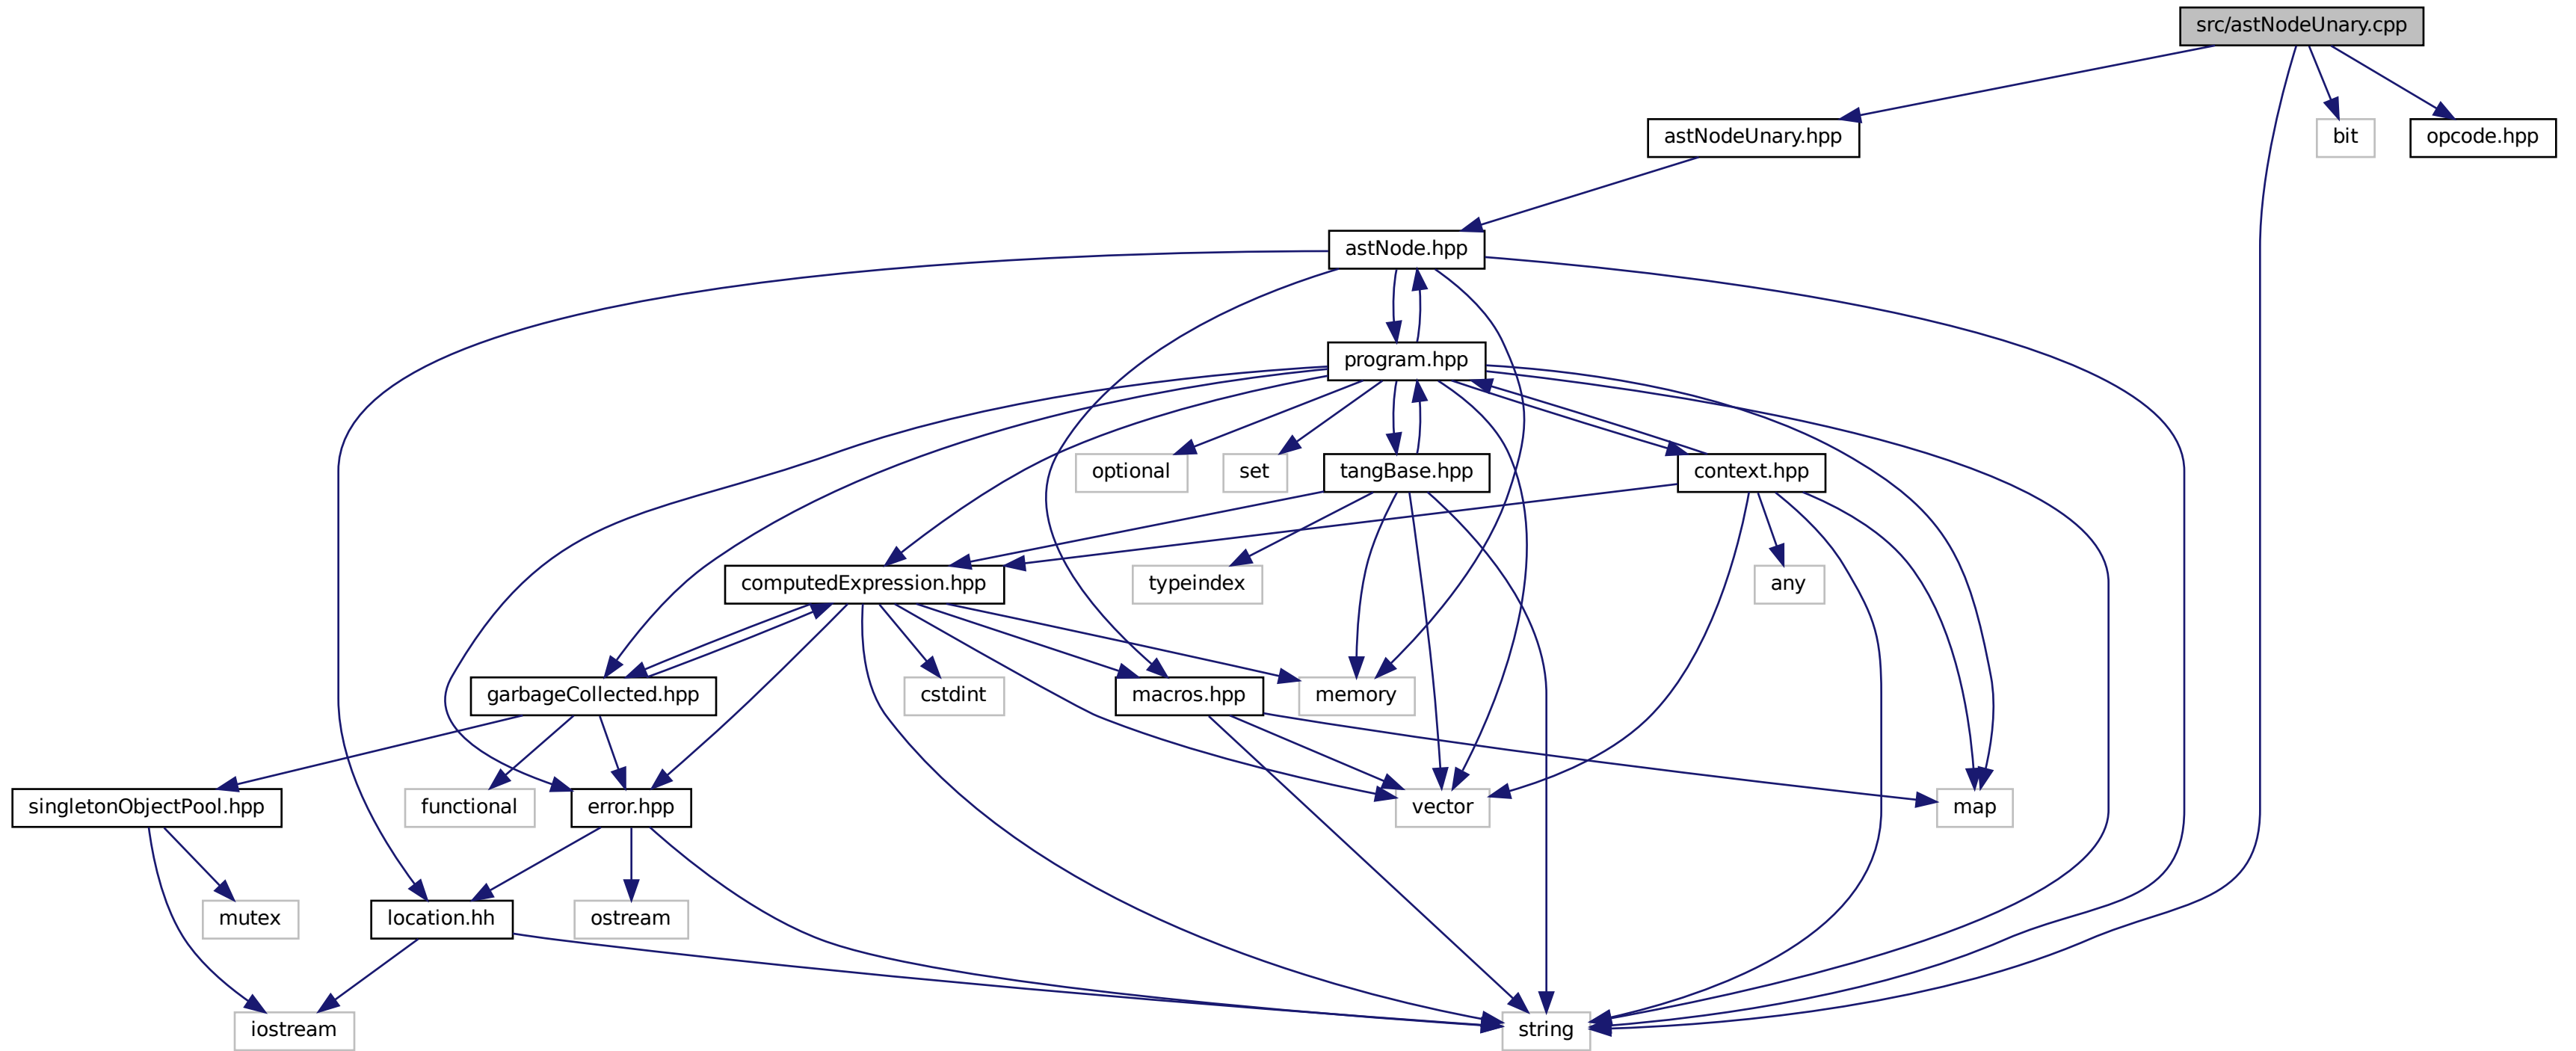 src/astNodeUnary.cpp
astNodeUnary.hpp
bit
opcode.hpp
astNode.hpp
program.hpp
optional
set
tangBase.hpp
context.hpp
computedExpression.hpp
typeindex
any
garbageCollected.hpp
cstdint
macros.hpp
memory
singletonObjectPool.hpp
functional
error.hpp
vector
map
mutex
location.hh
ostream
iostream
string